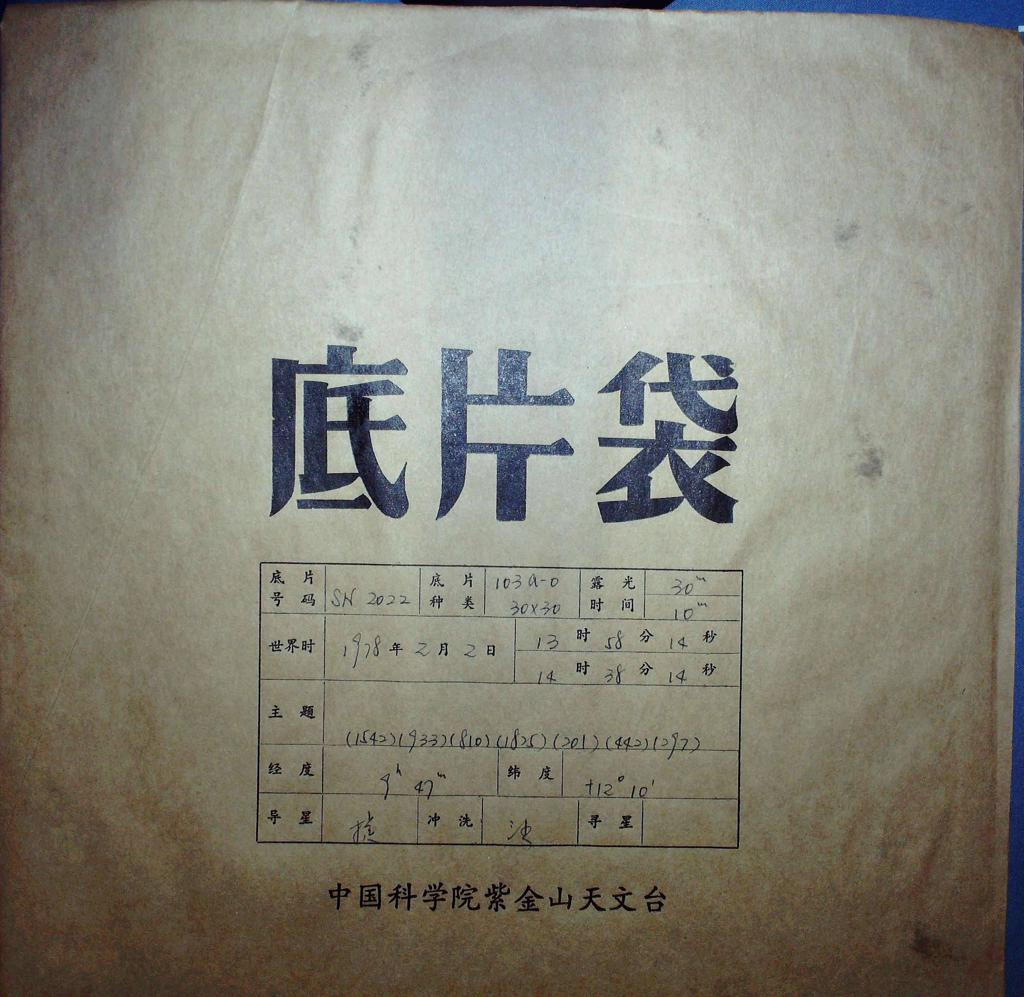 底片袋
底片号码 SN 2022 底片种类 103a-0 30x30 露光时间 30ᵐ 10ᵐ
世界时 1978年2月2日 13时58分14秒
14时38分14秒
主题 (1542)(933)(810)(1825)(201)(442)(297)
经度 9ʰ 47ᵐ 纬度 +12° 10′
导星 冲洗 寻星
中国科学院紫金山天文台